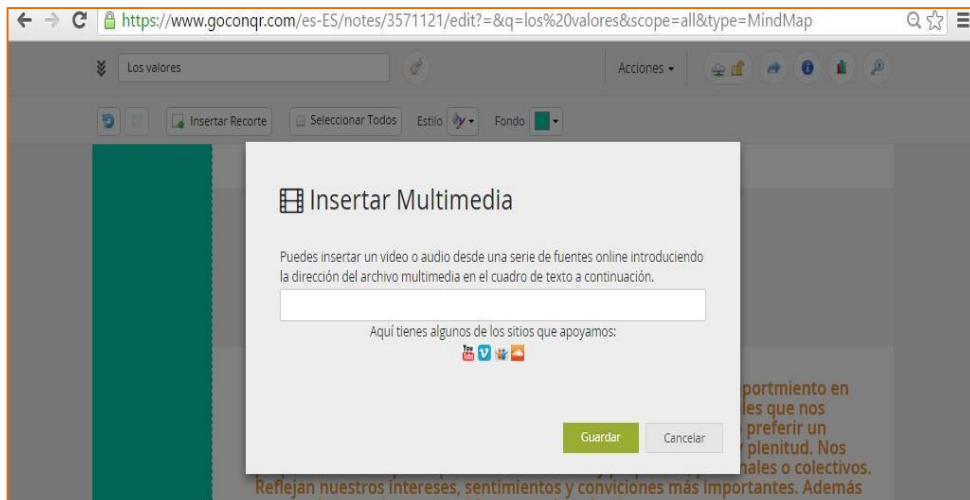 https://www.goconqr.com/es-ES/notes/3571121/edit?=&q=los%20valores&scope=all&type=MindMap
Los valores
Acciones
Insertar Recorte
Seleccionar Todos
Estilo
Fondo
Insertar Multimedia
Puedes insertar un video o audio desde una serie de fuentes online introduciendo
la dirección del archivo multimedia en el cuadro de texto a continuación.
Aquí tienes algunos de los sitios que apoyamos:
You Tube
Guardar
Cancelar
portmiento en
les que nos
preferir un
plenitud. Nos
nales o colectivos.
Reflejan nuestros intereses, sentimientos y conviciones más importantes. Además